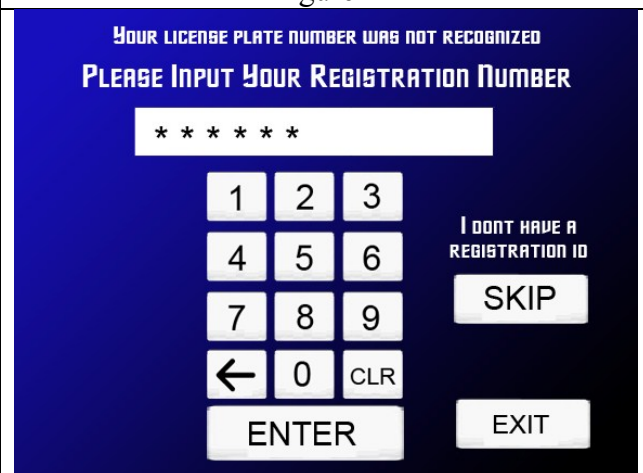 Your license plate number was not recognized
Please Input Your Registration Number
* * * * * *
1 2 3
4 5 6
7 8 9
← 0 CLR
ENTER
I dont have a
registration ID
SKIP
EXIT